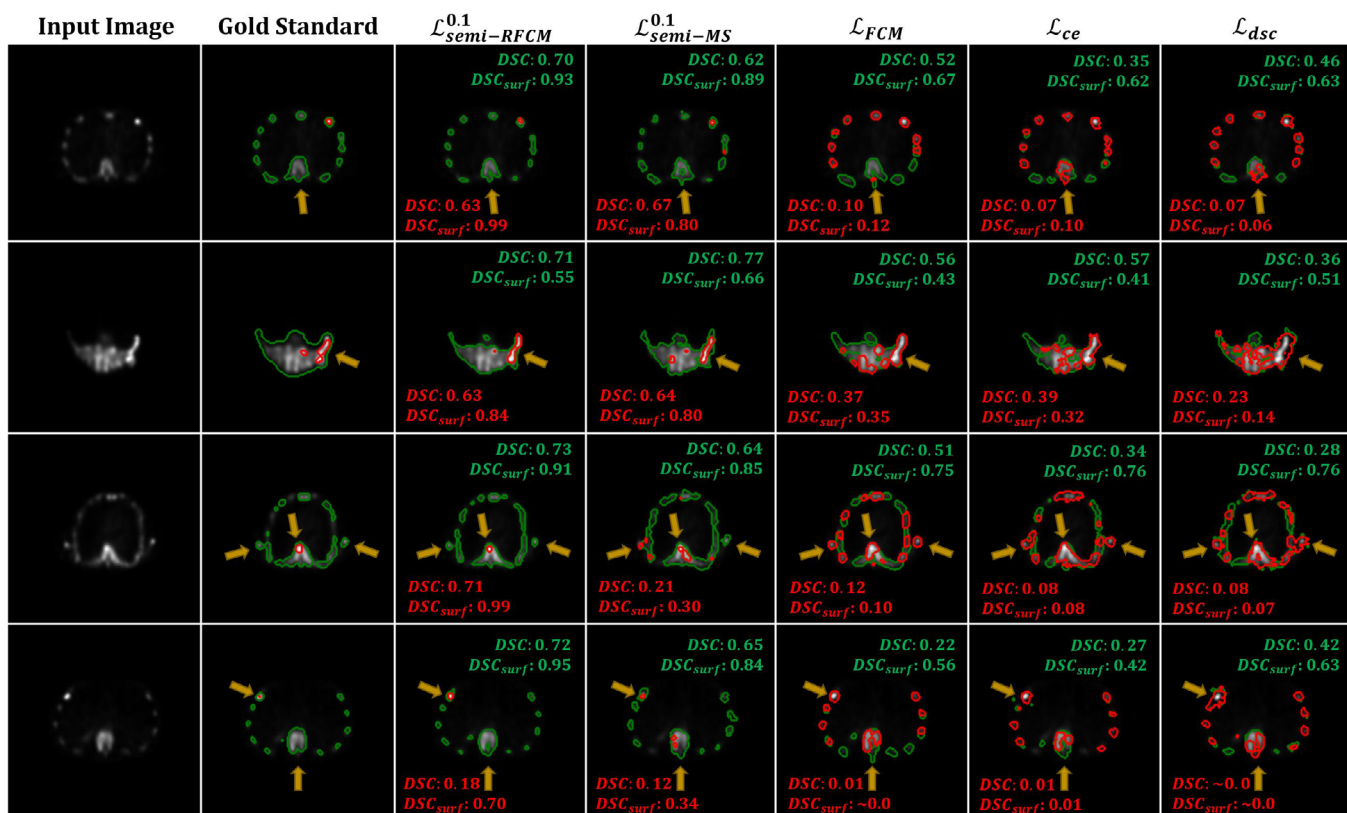 Input Image
Gold Standard
ℒ^{0.1}_{semi−RFCM}
ℒ^{0.1}_{semi−MS}
ℒ_{FCM}
ℒ_{ce}
ℒ_{dsc}
DSC: 0.70
DSC_{surf}: 0.93
DSC: 0.63
DSC_{surf}: 0.99
DSC: 0.62
DSC_{surf}: 0.89
DSC: 0.67
DSC_{surf}: 0.80
DSC: 0.52
DSC_{surf}: 0.67
DSC: 0.10
DSC_{surf}: 0.12
DSC: 0.35
DSC_{surf}: 0.62
DSC: 0.07
DSC_{surf}: 0.10
DSC: 0.46
DSC_{surf}: 0.63
DSC: 0.07
DSC_{surf}: 0.06
DSC: 0.71
DSC_{surf}: 0.55
DSC: 0.63
DSC_{surf}: 0.84
DSC: 0.77
DSC_{surf}: 0.66
DSC: 0.64
DSC_{surf}: 0.80
DSC: 0.56
DSC_{surf}: 0.43
DSC: 0.37
DSC_{surf}: 0.35
DSC: 0.57
DSC_{surf}: 0.41
DSC: 0.39
DSC_{surf}: 0.32
DSC: 0.36
DSC_{surf}: 0.51
DSC: 0.23
DSC_{surf}: 0.14
DSC: 0.73
DSC_{surf}: 0.91
DSC: 0.71
DSC_{surf}: 0.99
DSC: 0.64
DSC_{surf}: 0.85
DSC: 0.21
DSC_{surf}: 0.30
DSC: 0.51
DSC_{surf}: 0.75
DSC: 0.12
DSC_{surf}: 0.10
DSC: 0.34
DSC_{surf}: 0.76
DSC: 0.08
DSC_{surf}: 0.08
DSC: 0.28
DSC_{surf}: 0.76
DSC: 0.08
DSC_{surf}: 0.07
DSC: 0.72
DSC_{surf}: 0.95
DSC: 0.18
DSC_{surf}: 0.70
DSC: 0.65
DSC_{surf}: 0.84
DSC: 0.12
DSC_{surf}: 0.34
DSC: 0.22
DSC_{surf}: 0.56
DSC: 0.01
DSC_{surf}: ~0.0
DSC: 0.27
DSC_{surf}: 0.42
DSC: 0.01
DSC_{surf}: 0.01
DSC: 0.42
DSC_{surf}: 0.63
DSC: ~0.0
DSC_{surf}: ~0.0